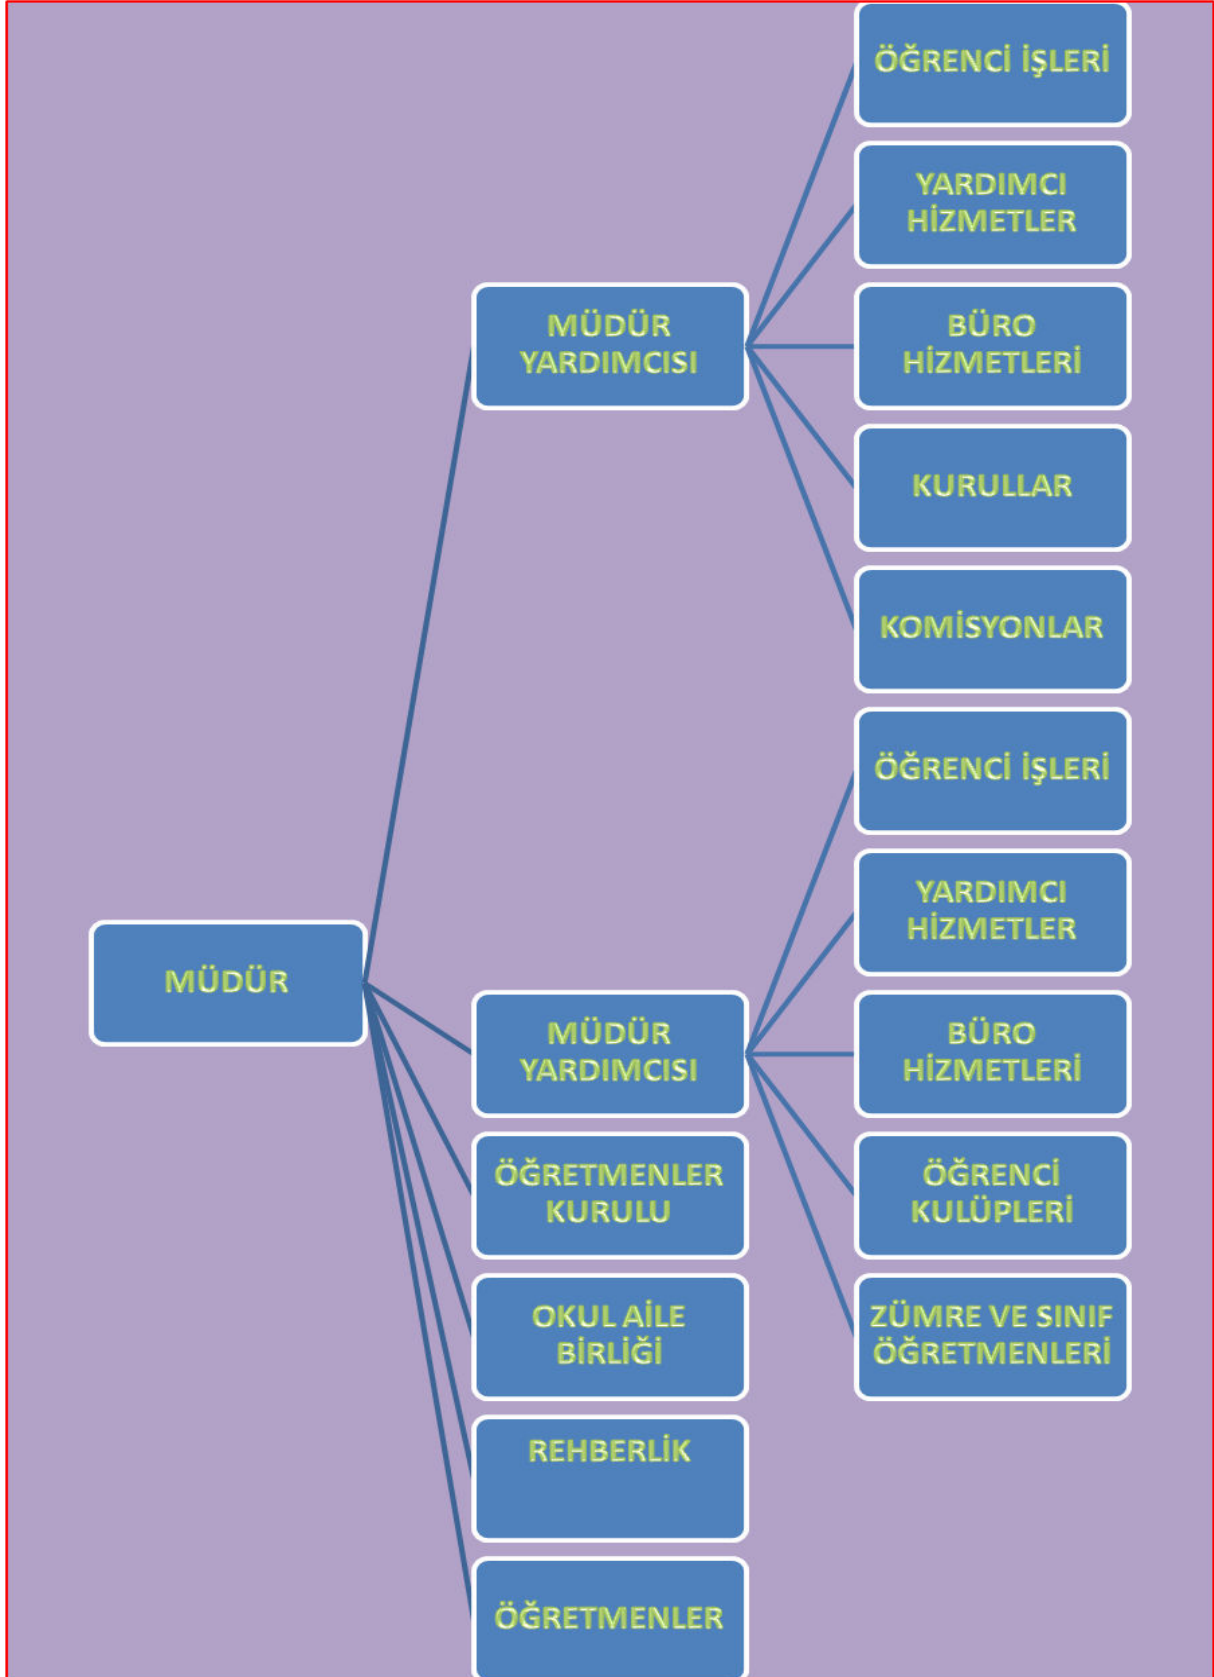 MÜDÜR
MÜDÜR
YARDIMCISI
ÖĞRENCİ İŞLERİ
YARDIMCI
HİZMETLER
BÜRO
HİZMETLERİ
KURULLAR
KOMİSYONLAR
MÜDÜR
YARDIMCISI
ÖĞRENCİ İŞLERİ
YARDIMCI
HİZMETLER
BÜRO
HİZMETLERİ
ÖĞRENCİ
KULÜPLERİ
ZÜMRE VE SINIF
ÖĞRETMENLERİ
ÖĞRETMENLER
KURULU
OKUL AİLE
BİRLİĞİ
REHBERLİK
ÖĞRETMENLER